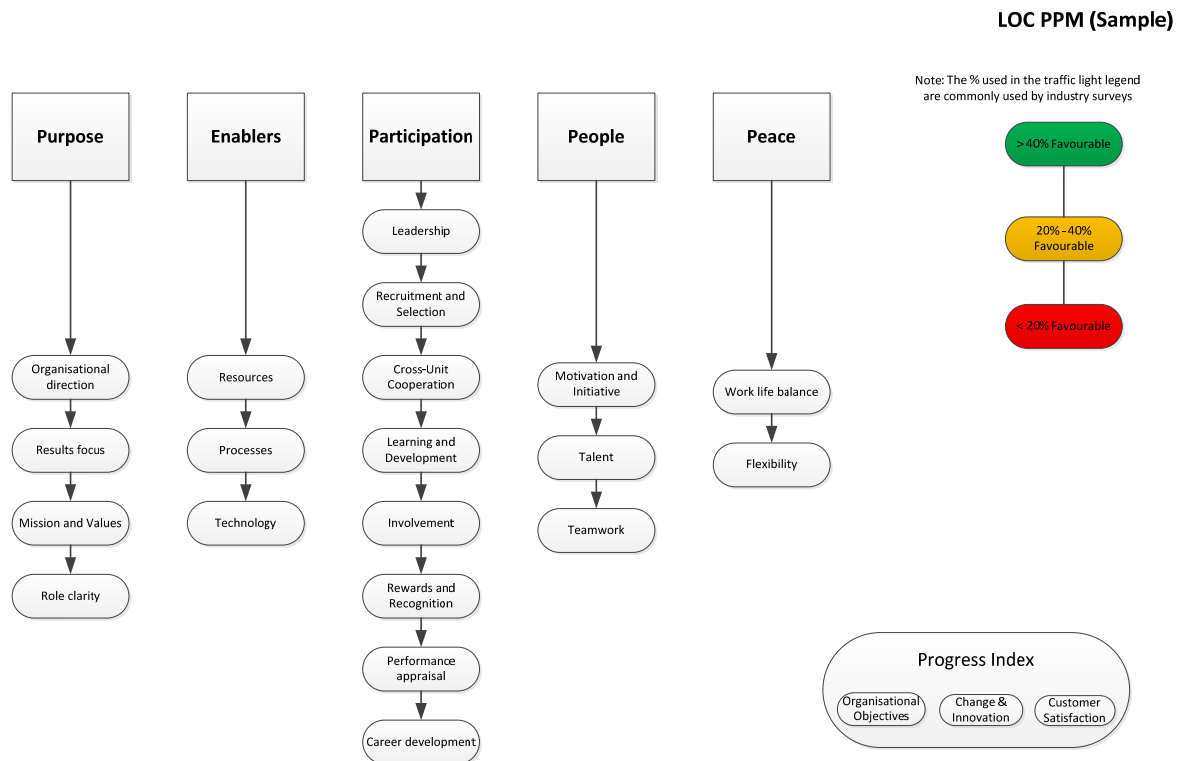 LOC PPM (Sample)
Note: The % used in the traffic light legend
are commonly used by industry surveys
>40% Favourable
20% - 40%
Favourable
< 20% Favourable
Purpose
Organisational
direction
Results focus
Mission and Values
Role clarity
Enablers
Resources
Processes
Technology
Participation
Leadership
Recruitment and
Selection
Cross-Unit
Cooperation
Learning and
Development
Involvement
Rewards and
Recognition
Performance
appraisal
Career development
People
Motivation and
Initiative
Talent
Teamwork
Peace
Work life balance
Flexibility
Progress Index
Organisational
Objectives
Change &
Innovation
Customer
Satisfaction